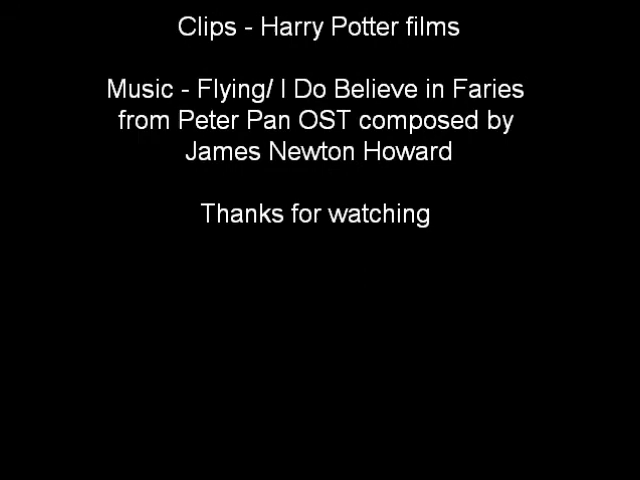 Clips - Harry Potter films
Music - Flying/ I Do Believe in Faries
from Peter Pan OST composed by
James Newton Howard
Thanks for watching